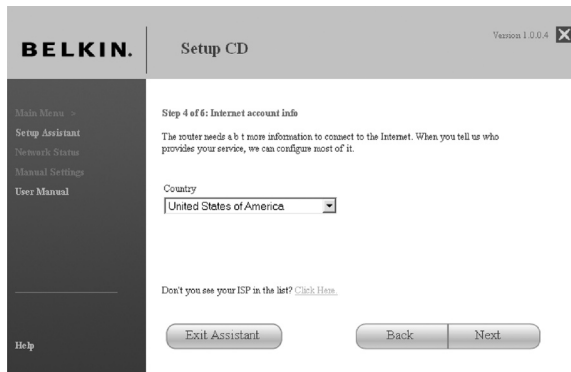 BELKIN.
Setup CD
Version 1.0.0.4
Main Menu »
Setup Assistant
Network Status
Manual Settings
User Manual
Help
Step 4 of 6: Internet account info
The router needs a b t more information to connect to the Internet. When you tell us who
provides your service, we can configure most of it.
Country
United States of America
Don't you see your ISP in the list? Click Here.
Exit Assistant
Back
Next